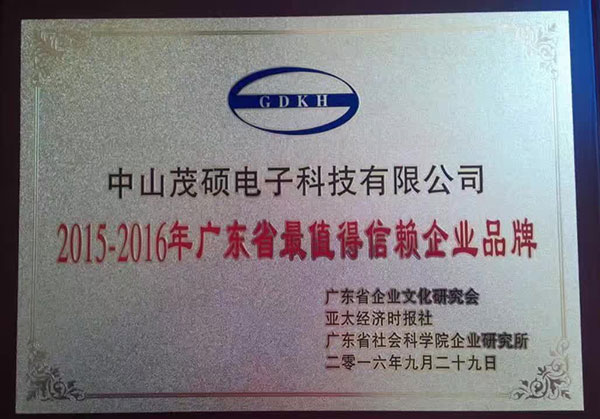 GDKH
中山茂硕电子科技有限公司
2015-2016年广东省最值得信赖企业品牌
广东省企业文化研究会
亚太经济时报社
广东省社会科学院企业研究所
二零一六年九月二十九日